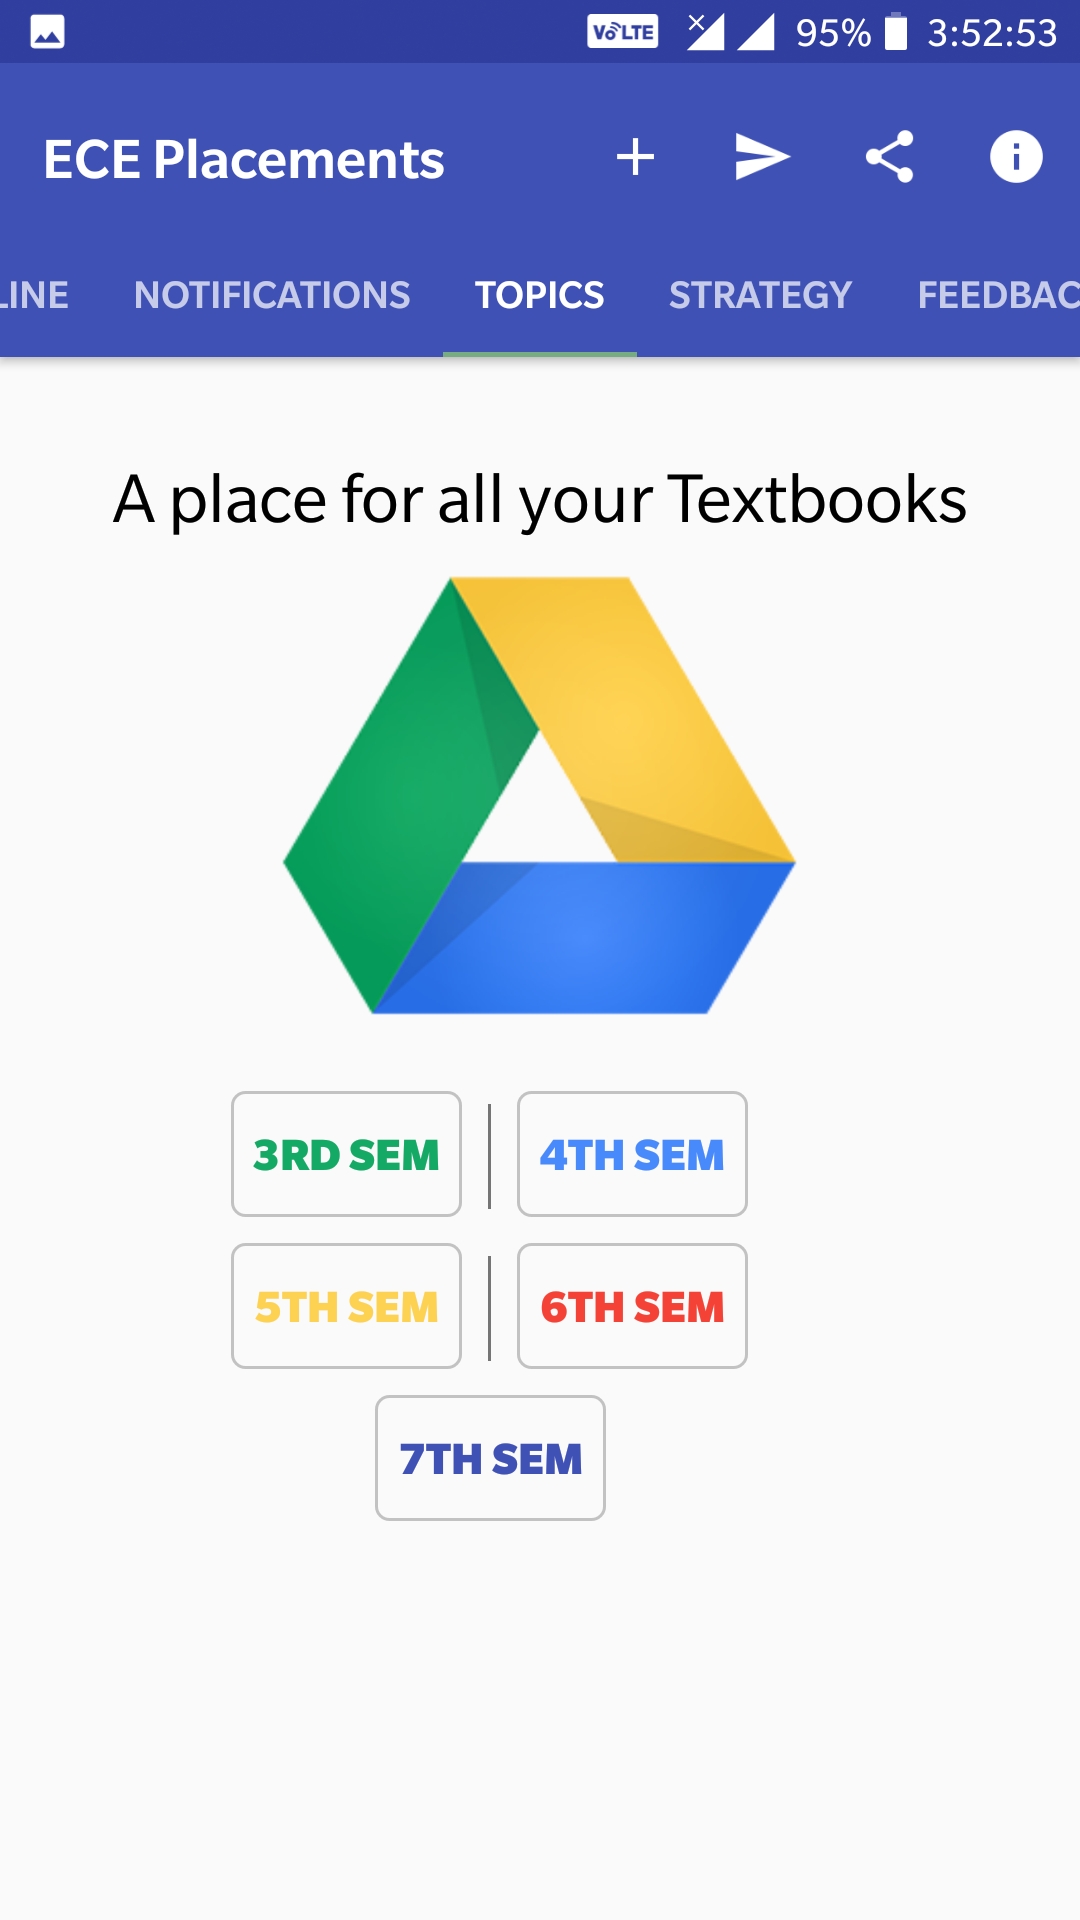 VoLTE 95% 3:52:53
ECE Placements
LINE NOTIFICATIONS TOPICS STRATEGY FEEDBAC
A place for all your Textbooks
3RD SEM 4TH SEM
5TH SEM 6TH SEM
7TH SEM